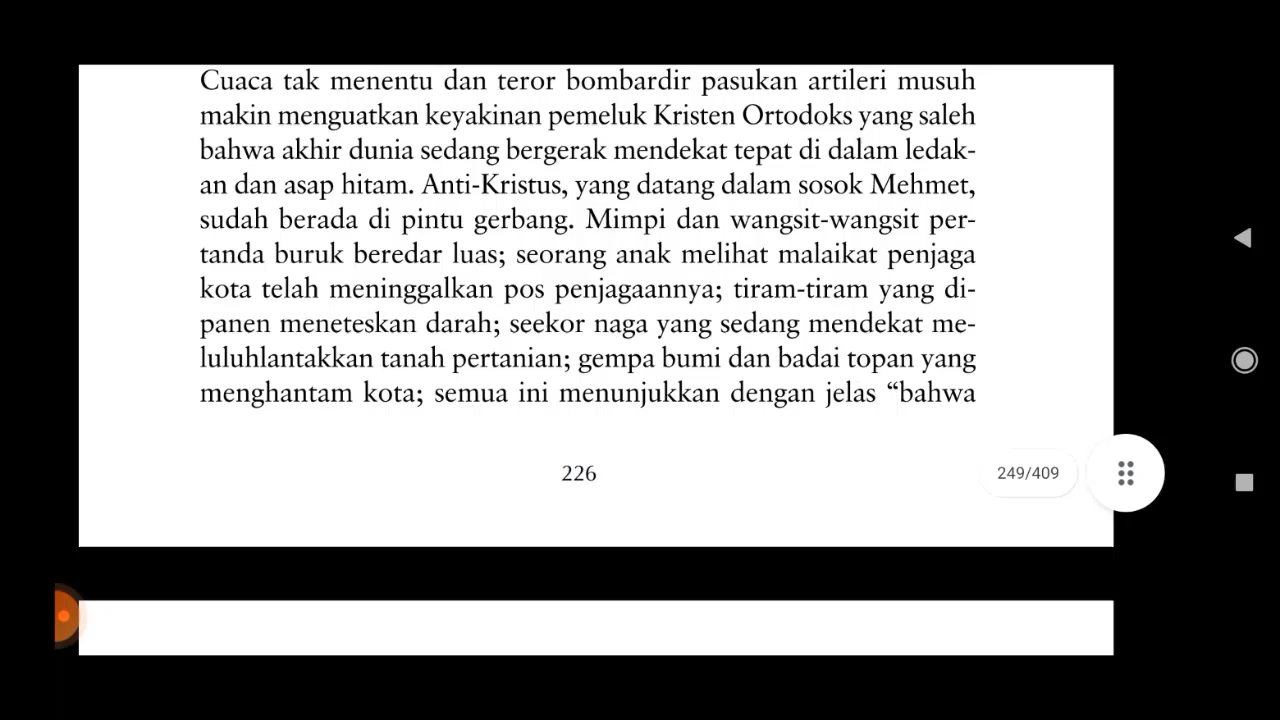 Cuaca tak menentu dan teror bombardir pasukan artileri musuh
makin menguatkan keyakinan pemeluk Kristen Ortodoks yang saleh
bahwa akhir dunia sedang bergerak mendekat tepat di dalam ledak-
an dan asap hitam. Anti-Kristus, yang datang dalam sosok Mehmet,
sudah berada di pintu gerbang. Mimpi dan wangsit-wangsit per-
tanda buruk beredar luas; seorang anak melihat malaikat penjaga
kota telah meninggalkan pos penjagaannya; tiram-tiram yang di-
panen meneteskan darah; seekor naga yang sedang mendekat me-
luluhlantakkan tanah pertanian; gempa bumi dan badai topan yang
menghantam kota; semua ini menunjukkan dengan jelas “bahwa
226
249/409